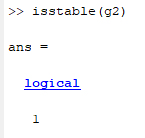 >> isstable(g2)
ans =
logical
1